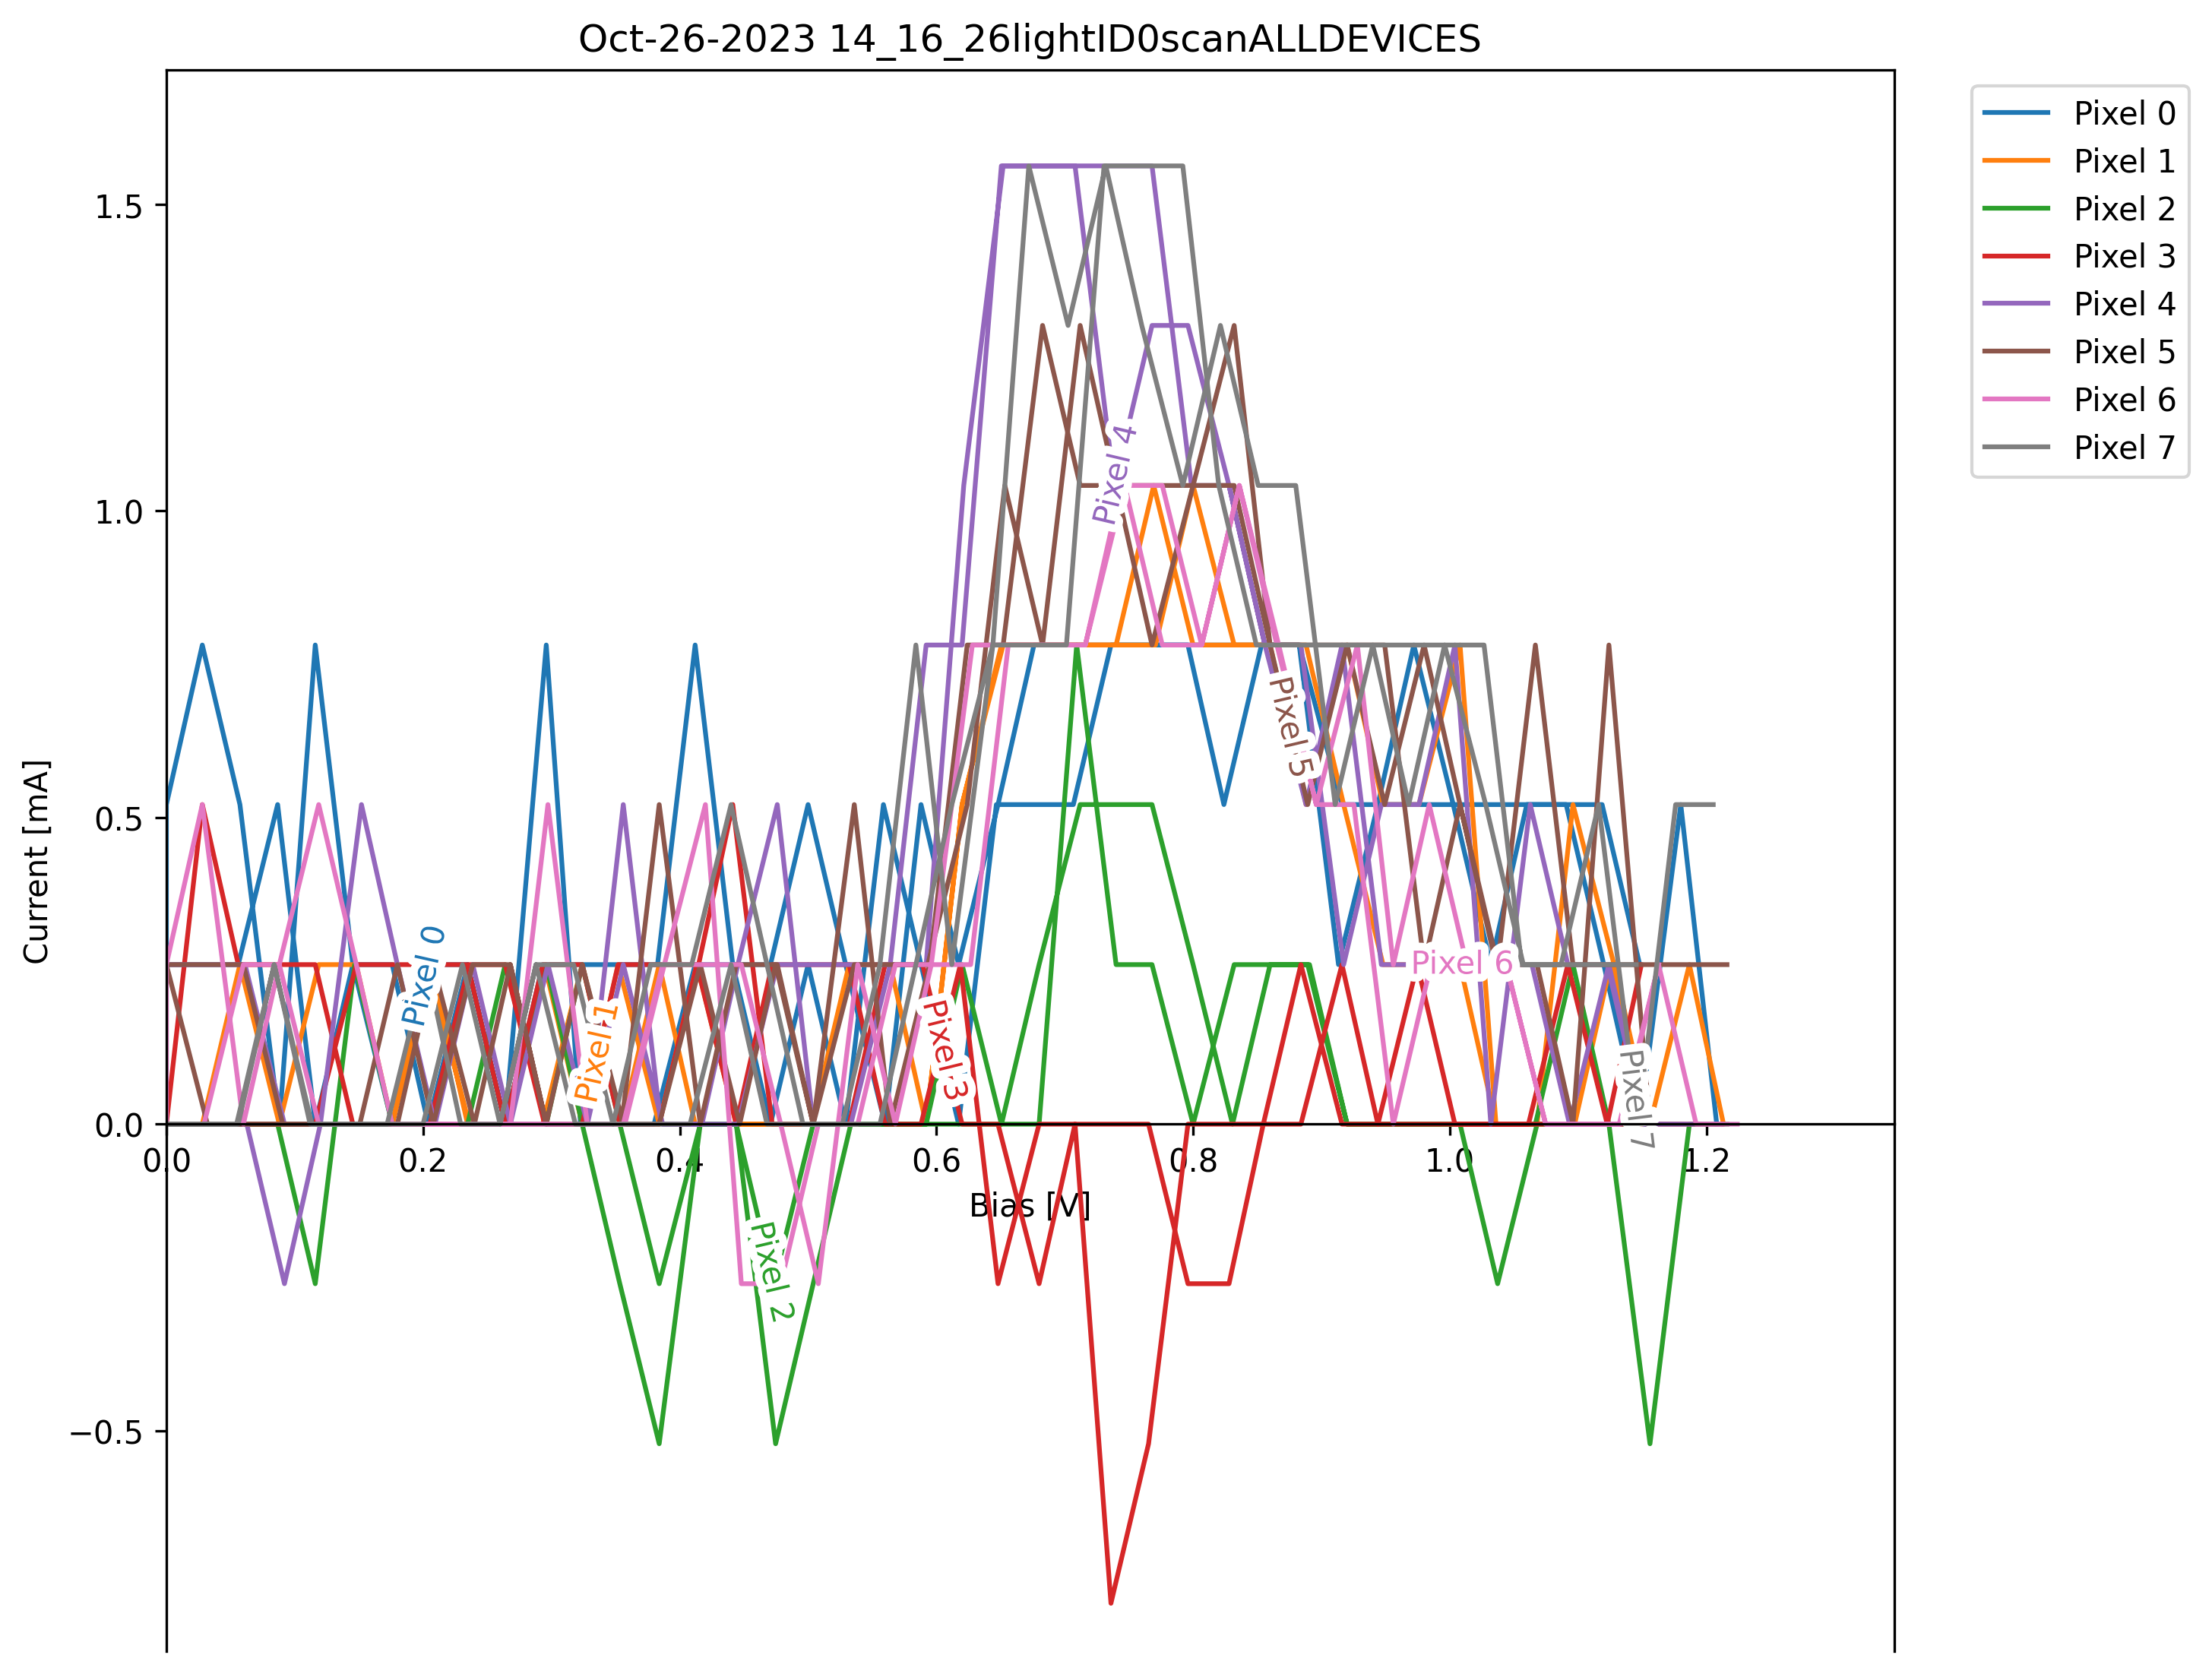 Oct-26-2023 14_16_26lightID0scanALLDEVICES
Pixel 0
Pixel 1
Pixel 2
Pixel 3
Pixel 4
Pixel 5
Pixel 6
Pixel 7
1.5
1.0
0.5
0.0
−0.5
Current [mA]
Pixel 4
Pixel 5
Pixel 0
Pixel 6
Pixel 1
Pixel 3
Pixel 7
Pixel 2
0.0 0.2 0.4 0.6 0.8 1.0 1.2
Bias [V]